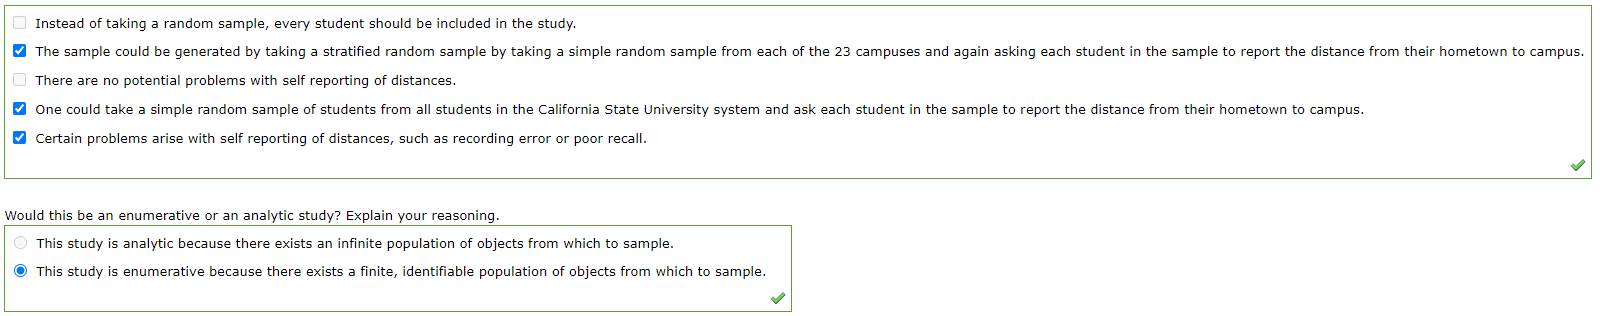 Instead of taking a random sample, every student should be included in the study.
The sample could be generated by taking a stratified random sample by taking a simple random sample from each of the 23 campuses and again asking each student in the sample to report the distance from their hometown to campus.
There are no potential problems with self reporting of distances.
One could take a simple random sample of students from all students in the California State University system and ask each student in the sample to report the distance from their hometown to campus.
Certain problems arise with self reporting of distances, such as recording error or poor recall.
Would this be an enumerative or an analytic study? Explain your reasoning.
This study is analytic because there exists an infinite population of objects from which to sample.
This study is enumerative because there exists a finite, identifiable population of objects from which to sample.